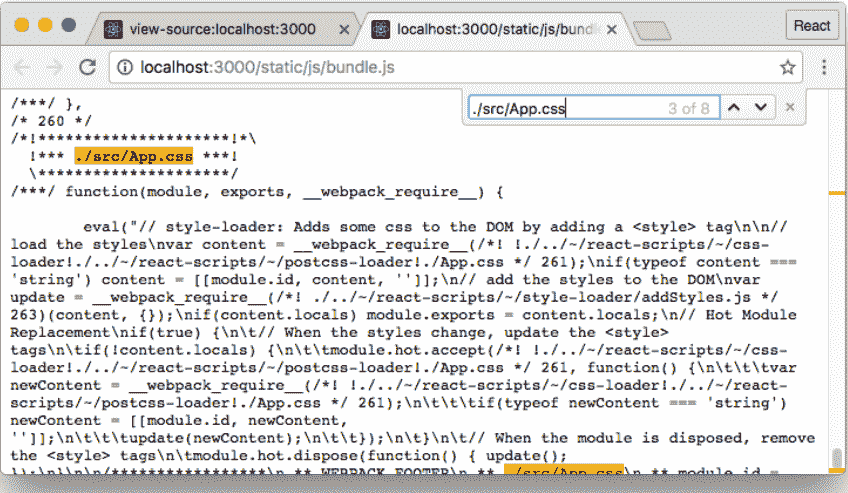 view-source:localhost:3000
localhost:3000/static/js/bundl
React
localhost:3000/static/js/bundle.js
./src/App.css
3 of 8
/***/ },
/* 260 */
/*!*********************!*\
!*** ./src/App.css ***!
\*********************/
/***/ function(module, exports, __webpack_require__) {
eval("// style-loader: Adds some css to the DOM by adding a <style> tag\n\n//
load the styles\nvar content = __webpack_require__(/*! !./../~/react-scripts/~/css-
loader!./../~/react-scripts/~/postcss-loader!./App.css */ 261);\nif(typeof content ===
'string') content = [[module.id, content, '']];\n// add the styles to the DOM\nvar
update = __webpack_require__(/*! ./../~/react-scripts/~/style-loader/addStyles.js */
263)(content, {});\nif(content.locals) module.exports = content.locals;\n// Hot Module
Replacement\nif(true) {\n\t// When the styles change, update the <style>
tags\n\tif(!content.locals) {\n\t\tmodule.hot.accept(/*! !./../~/react-scripts/~/css-
loader!./../~/react-scripts/~/postcss-loader!./App.css */ 261, function() {\n\t\t\tvar
newContent = __webpack_require__(/*! !./../~/react-scripts/~/css-loader!./../~/react-
scripts/~/postcss-loader!./App.css */ 261);\n\t\t\tif(typeof newContent === 'string')
newContent = [[module.id, newContent,
'']];\n\t\t\tupdate(newContent);\n\t\t});\n\t}\n\t// When the module is disposed, remove
the <style> tags\n\tmodule.hot.dispose(function() { update();
});\n}\n\n/*****************\n ** WEBPACK FOOTER\n ** ./src/App.css\n ** module id =